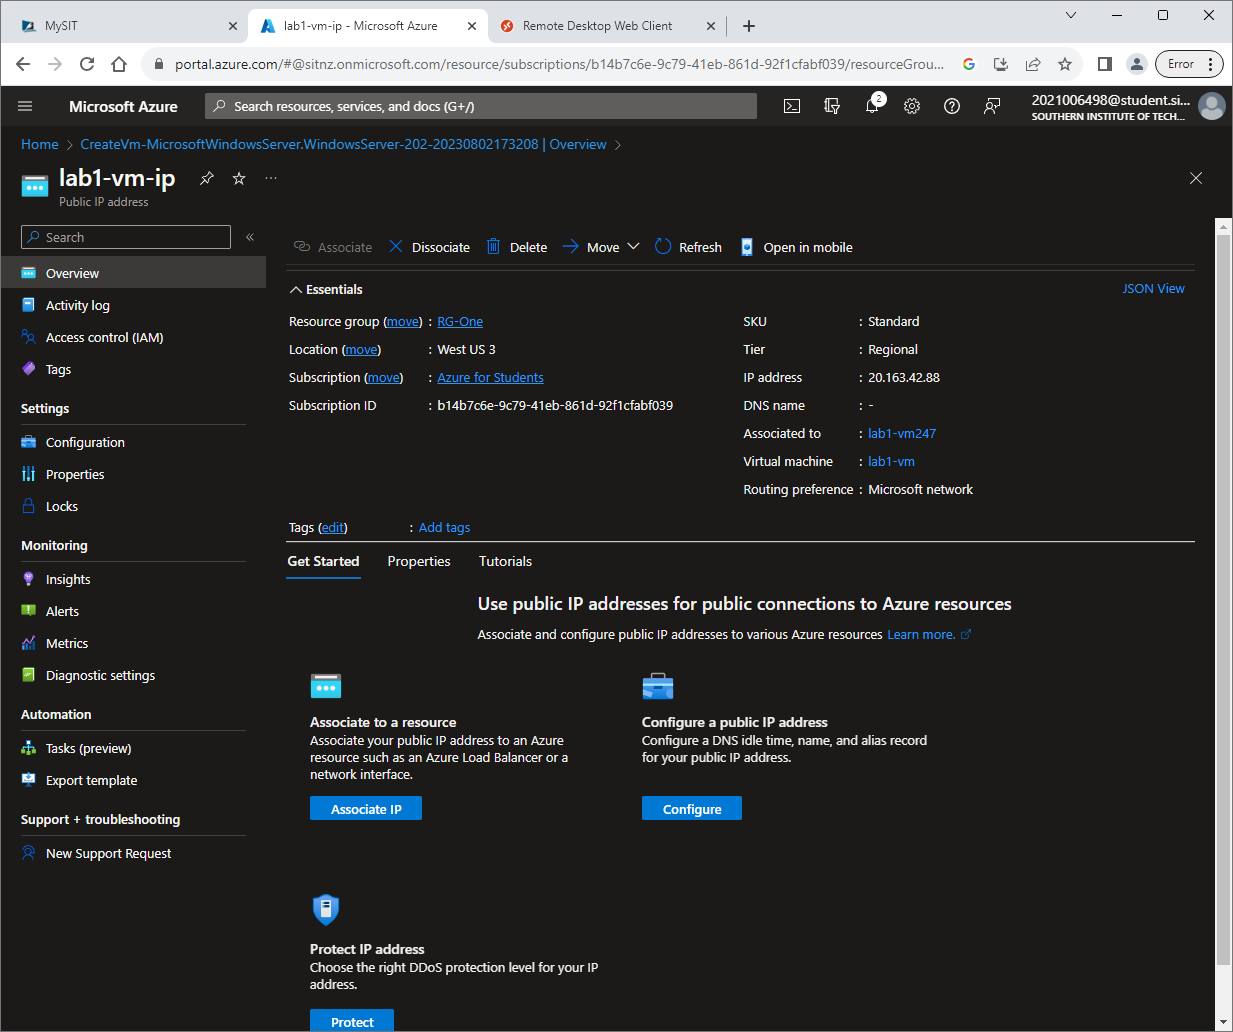 MySIT
lab1-vm-ip - Microsoft Azure
Remote Desktop Web Client
portal.azure.com/#@sitnz.onmicrosoft.com/resource/subscriptions/b14b7c6e-9c79-41eb-861d-92f1cfabf039/resourceGrou...
Error
Microsoft Azure
Search resources, services, and docs (G+/)
2
2021006498@student.si...
SOUTHERN INSTITUTE OF TECH...
Home > CreateVm-MicrosoftWindowsServer.WindowsServer-202-20230802173208 | Overview >
lab1-vm-ip
Public IP address
Search
Overview
Activity log
Access control (IAM)
Tags
Settings
Configuration
Properties
Locks
Monitoring
Insights
Alerts
Metrics
Diagnostic settings
Automation
Tasks (preview)
Export template
Support + troubleshooting
New Support Request
Associate
Dissociate
Delete
Move
Refresh
Open in mobile
Essentials
JSON View
Resource group (move) : RG-One
Location (move) : West US 3
Subscription (move) : Azure for Students
Subscription ID : b14b7c6e-9c79-41eb-861d-92f1cfabf039
SKU : Standard
Tier : Regional
IP address : 20.163.42.88
DNS name : -
Associated to : lab1-vm247
Virtual machine : lab1-vm
Routing preference : Microsoft network
Tags (edit) : Add tags
Get Started
Properties
Tutorials
Use public IP addresses for public connections to Azure resources
Associate and configure public IP addresses to various Azure resources Learn more.
Associate to a resource
Associate your public IP address to an Azure
resource such as an Azure Load Balancer or a
network interface.
Associate IP
Configure a public IP address
Configure a DNS idle time, name, and alias record
for your public IP address.
Configure
Protect IP address
Choose the right DDoS protection level for your IP
address.
Protect